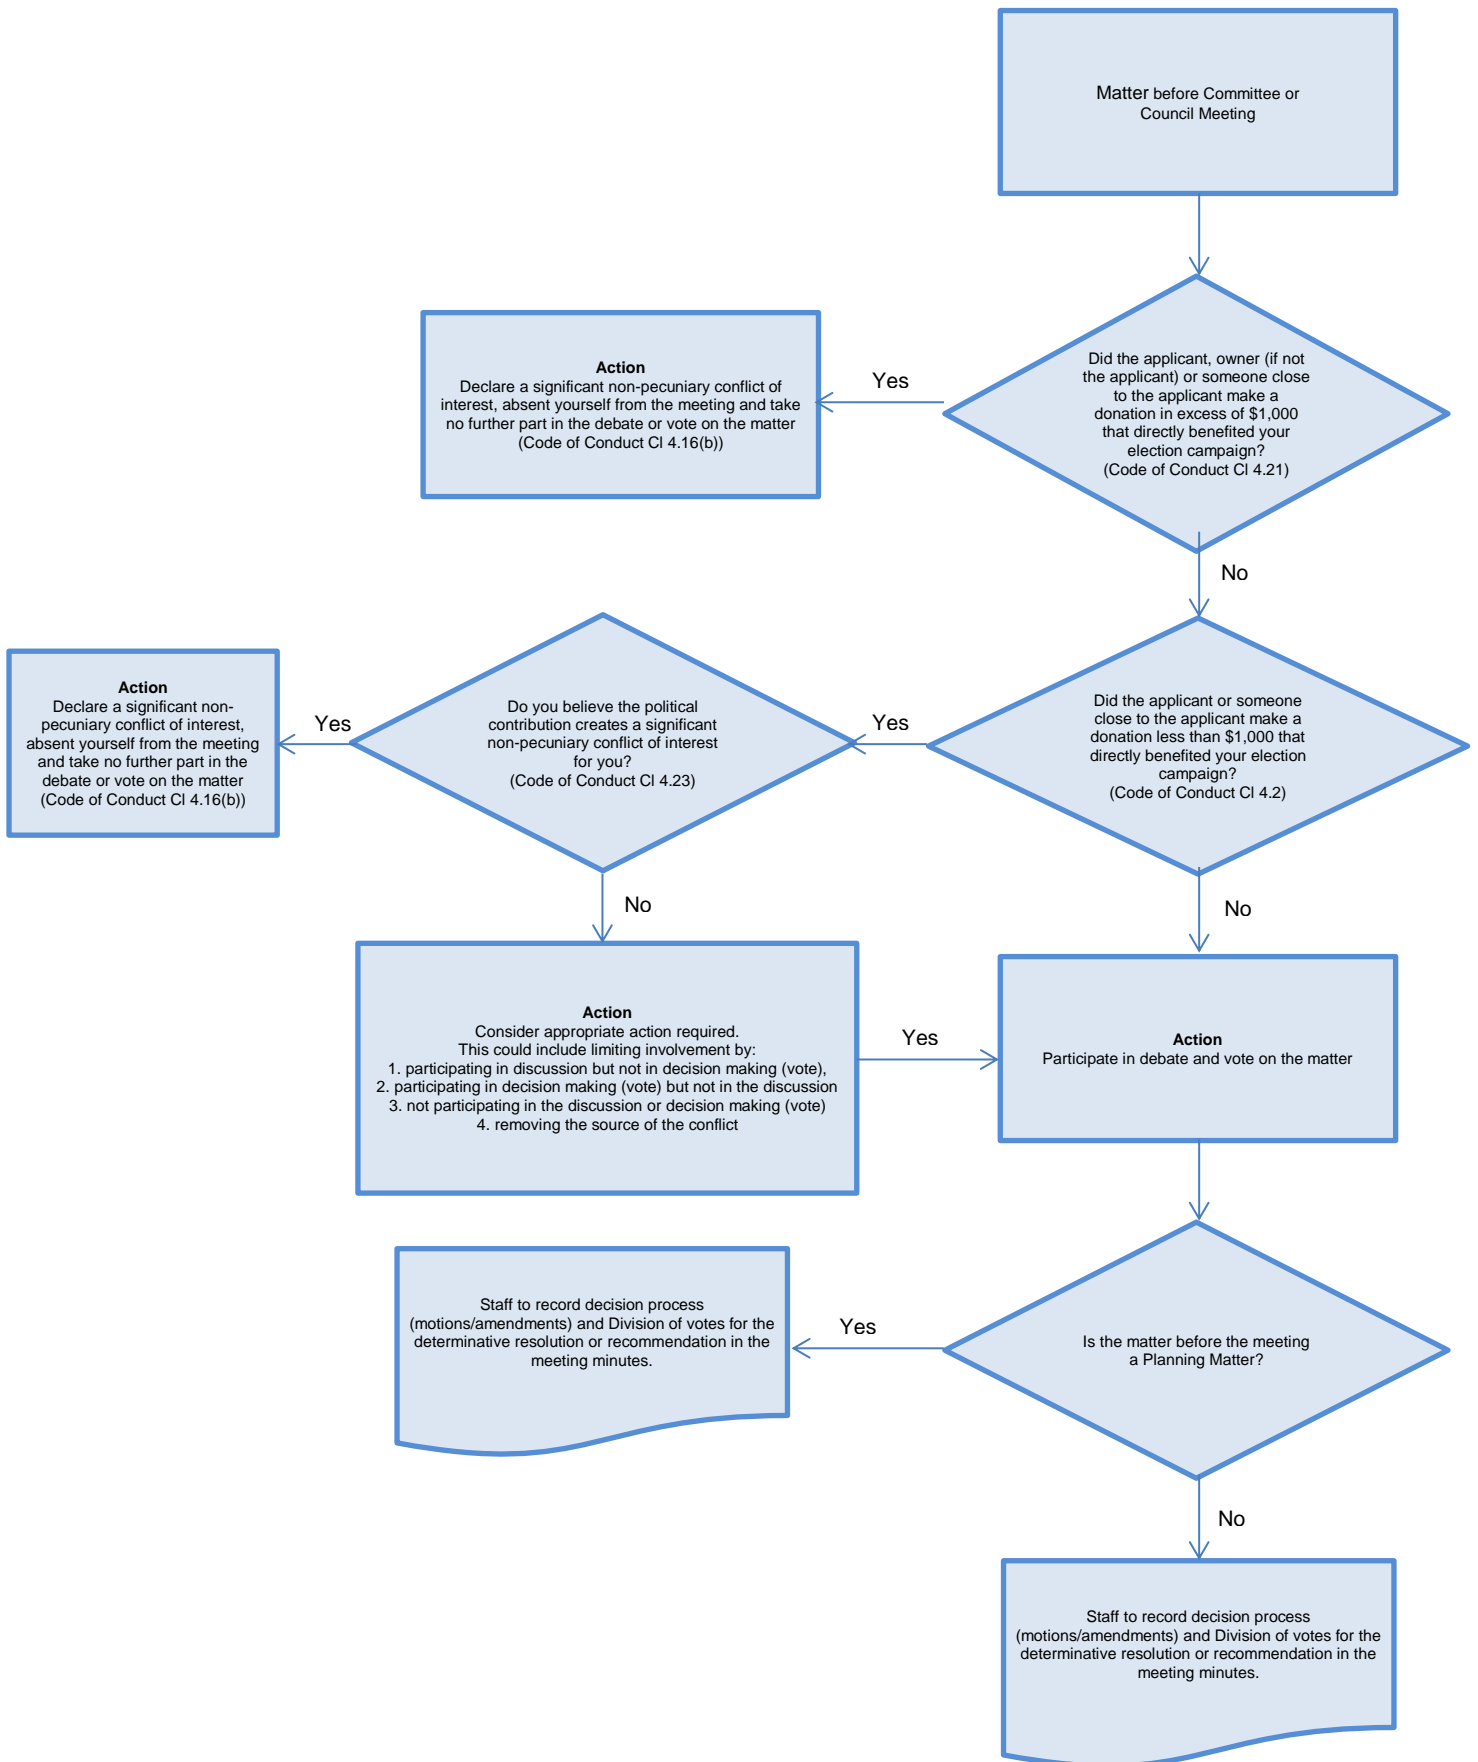 Matter before Committee or
Council Meeting
Did the applicant, owner (if not
the applicant) or someone close
to the applicant make a
donation in excess of $1,000
that directly benefited your
election campaign?
(Code of Conduct Cl 4.21)
Yes
Action
Declare a significant non-pecuniary conflict of
interest, absent yourself from the meeting and take
no further part in the debate or vote on the matter
(Code of Conduct Cl 4.16(b))
No
Did the applicant or someone
close to the applicant make a
donation less than $1,000 that
directly benefited your election
campaign?
(Code of Conduct Cl 4.2)
Yes
Do you believe the political
contribution creates a significant
non-pecuniary conflict of interest
for you?
(Code of Conduct Cl 4.23)
Yes
Action
Declare a significant non-
pecuniary conflict of interest,
absent yourself from the meeting
and take no further part in the
debate or vote on the matter
(Code of Conduct Cl 4.16(b))
No
No
Action
Consider appropriate action required.
This could include limiting involvement by:
1. participating in discussion but not in decision making (vote),
2. participating in decision making (vote) but not in the discussion
3. not participating in the discussion or decision making (vote)
4. removing the source of the conflict
Yes
Action
Participate in debate and vote on the matter
Is the matter before the meeting
a Planning Matter?
Yes
Staff to record decision process
(motions/amendments) and Division of votes for the
determinative resolution or recommendation in the
meeting minutes.
No
Staff to record decision process
(motions/amendments) and Division of votes for the
determinative resolution or recommendation in the
meeting minutes.